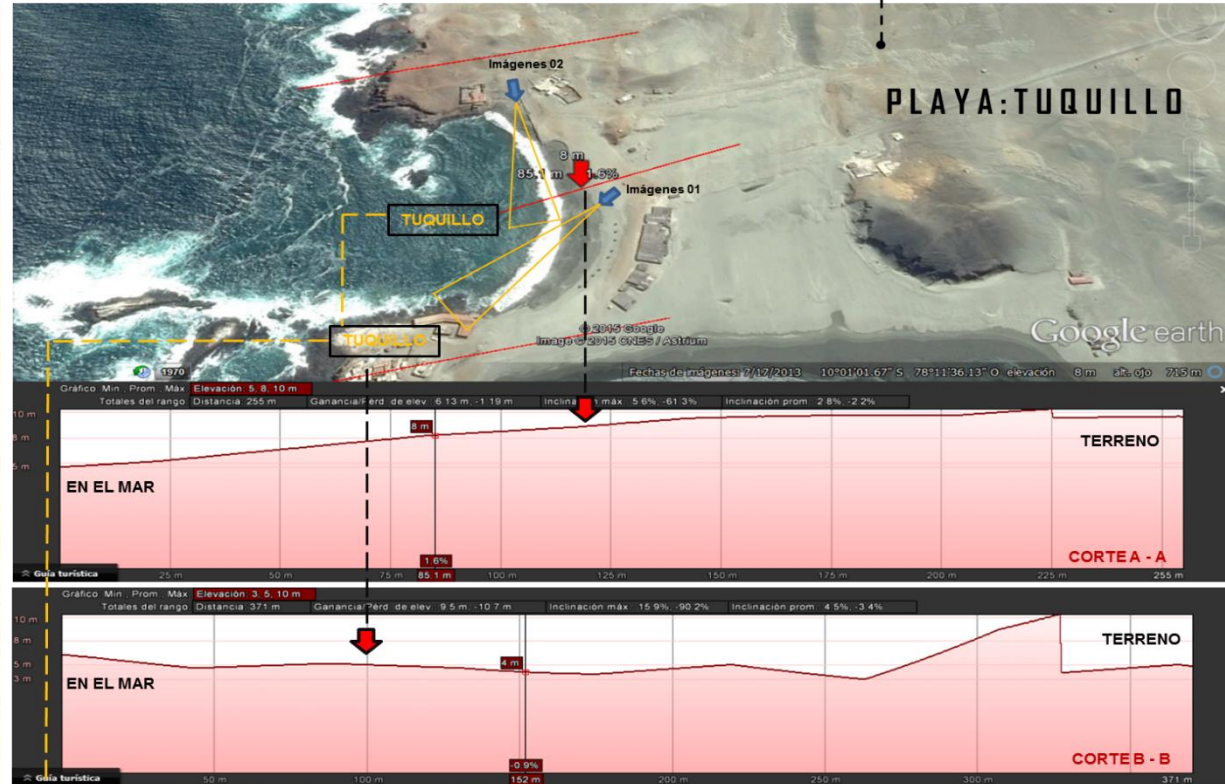 Imágenes 02
PLAYA:TUQUILLO
8 m
85.1 m 1.6%
Imágenes 01
TUQUILLO
TUQUILLO
© 2015 Google
Image © 2015 CNES / Astrium
Google earth
1970
Fechas de imágenes: 7/17/2013 10°01'01.67" S 78°11'36.13" O elevación 8 m alt. ojo 715 m
Gráfico: Min., Prom., Máx. Elevación: 5, 8, 10 m
Totales del rango: Distancia: 255 m Ganancia/Pérd. de elev.: 6.13 m, -1.19 m Inclinación máx.: 5.6%, -61.3% Inclinación prom.: 2.8%, -2.2%
10 m
8 m
8 m
5 m
TERRENO
EN EL MAR
CORTE A - A
1.6%
Guía turística
25 m 50 m 75 m 85.1 m 100 m 125 m 150 m 175 m 200 m 225 m 255 m
Gráfico: Min., Prom., Máx. Elevación: 3, 5, 10 m
Totales del rango: Distancia: 371 m Ganancia/Pérd. de elev.: 9.5 m, -10.7 m Inclinación máx.: 15.9%, -90.2% Inclinación prom.: 4.5%, -3.4%
10 m
8 m
TERRENO
5 m
4 m
3 m
EN EL MAR
CORTE B - B
-0.9%
Guía turística
50 m 100 m 152 m 200 m 250 m 300 m 371 m